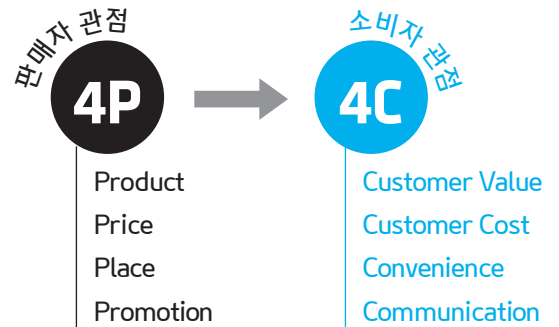 판매자 관점
4P
Product
Price
Place
Promotion
소비자 관점
4C
Customer Value
Customer Cost
Convenience
Communication